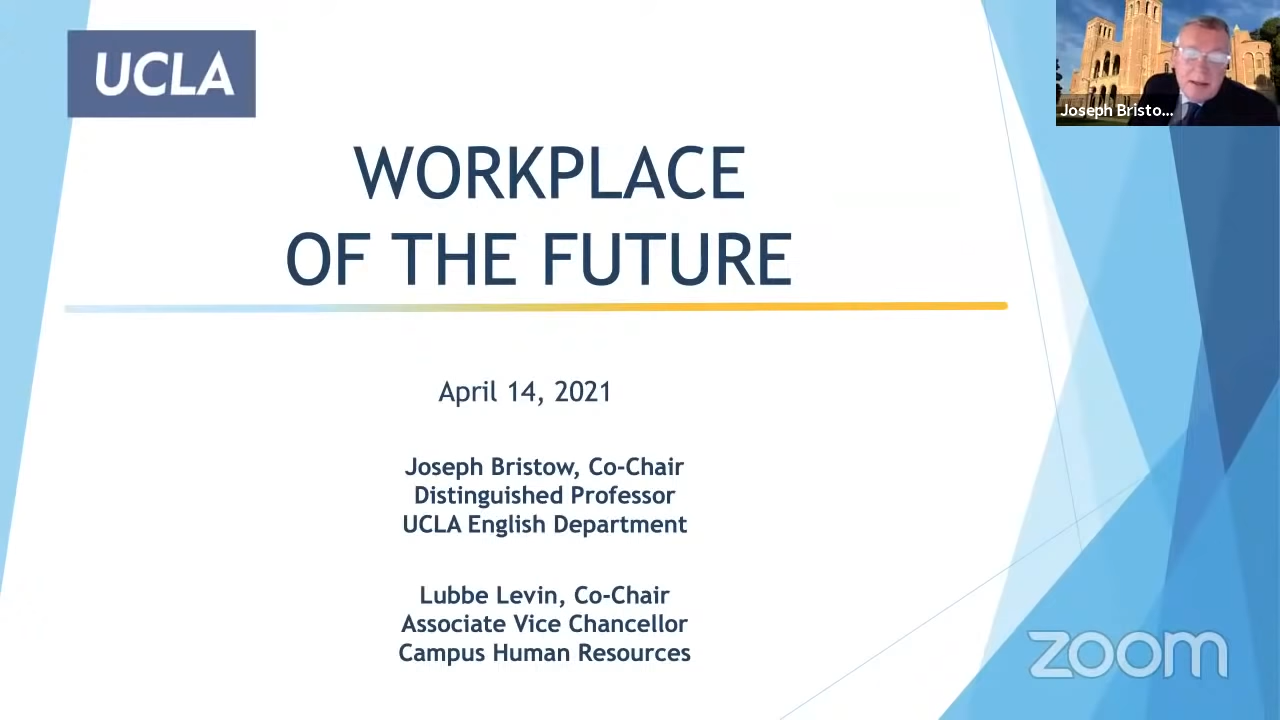 UCLA
Joseph Bristo...
WORKPLACE
OF THE FUTURE
April 14, 2021
Joseph Bristow, Co-Chair
Distinguished Professor
UCLA English Department
Lubbe Levin, Co-Chair
Associate Vice Chancellor
Campus Human Resources
zoom